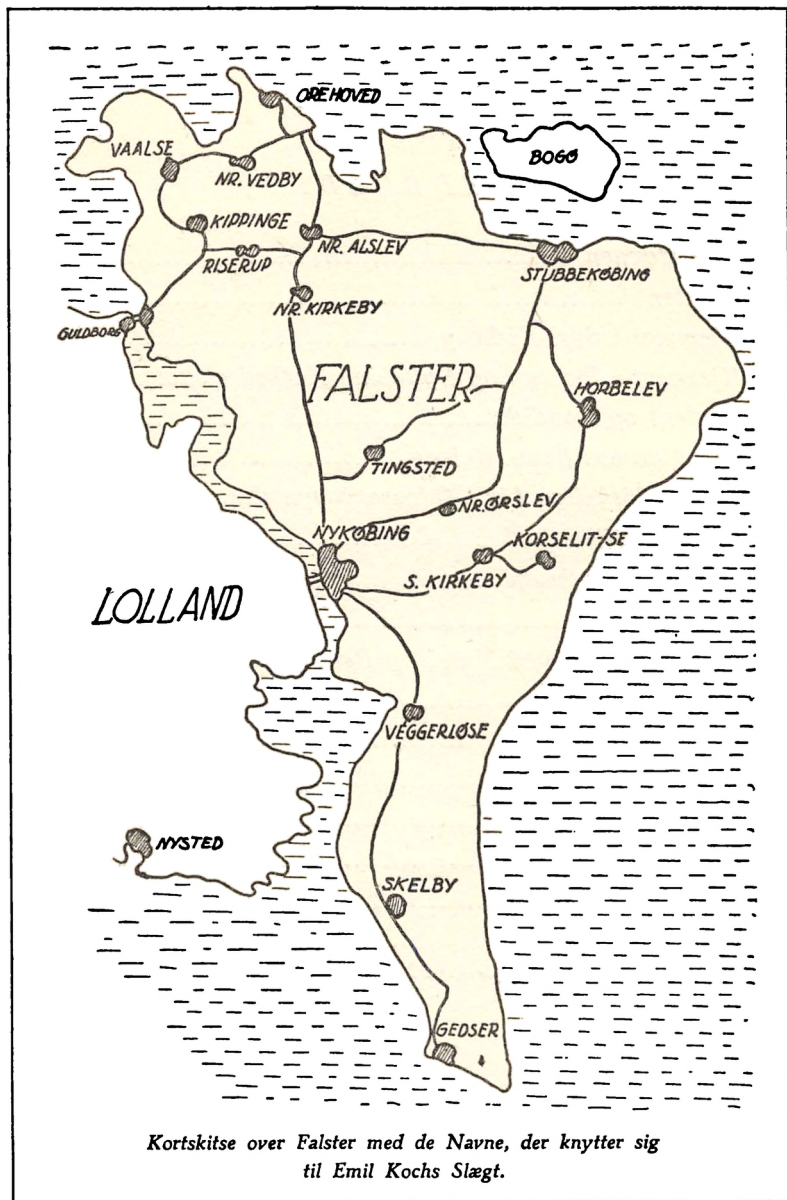 OREHOVED
BOGØ
VAALSE
NR. VEDBY
KIPPINGE
NR. ALSLEV
RISERUP
STUBBEKØBING
NR. KIRKEBY
GULDBORG
FALSTER
HORBELEV
TINGSTED
NR. ØRSLEV
NYKØBING
KORSELIT-SE
S. KIRKEBY
LOLLAND
VEGGERLØSE
NYSTED
SKELBY
GEDSER
Kortskitse over Falster med de Navne, der knytter sig
til Emil Kochs Slægt.